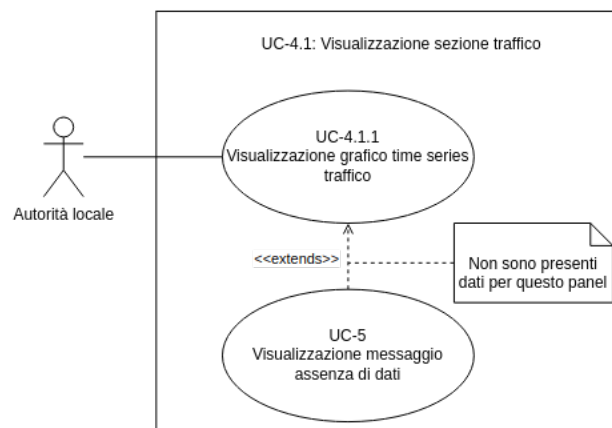 UC-4.1: Visualizzazione sezione traffico
UC-4.1.1
Visualizzazione grafico time series
traffico
Autorità locale
<<extends>>
Non sono presenti
dati per questo panel
UC-5
Visualizzazione messaggio
assenza di dati